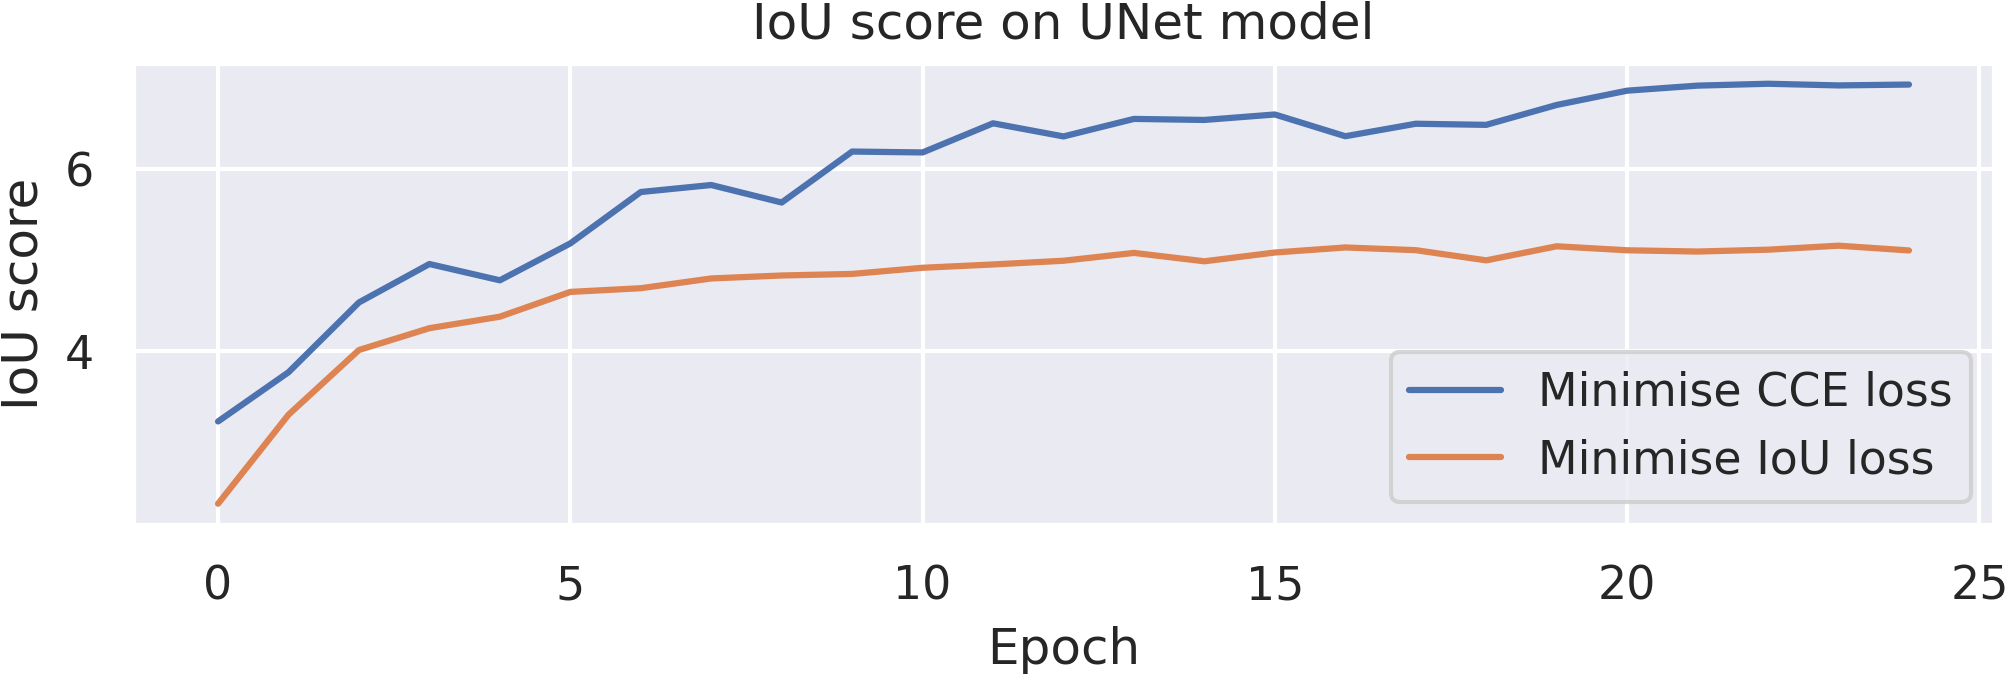 IoU score on UNet model
IoU score
6
4
Minimise CCE loss
Minimise IoU loss
0 5 10 15 20 25
Epoch